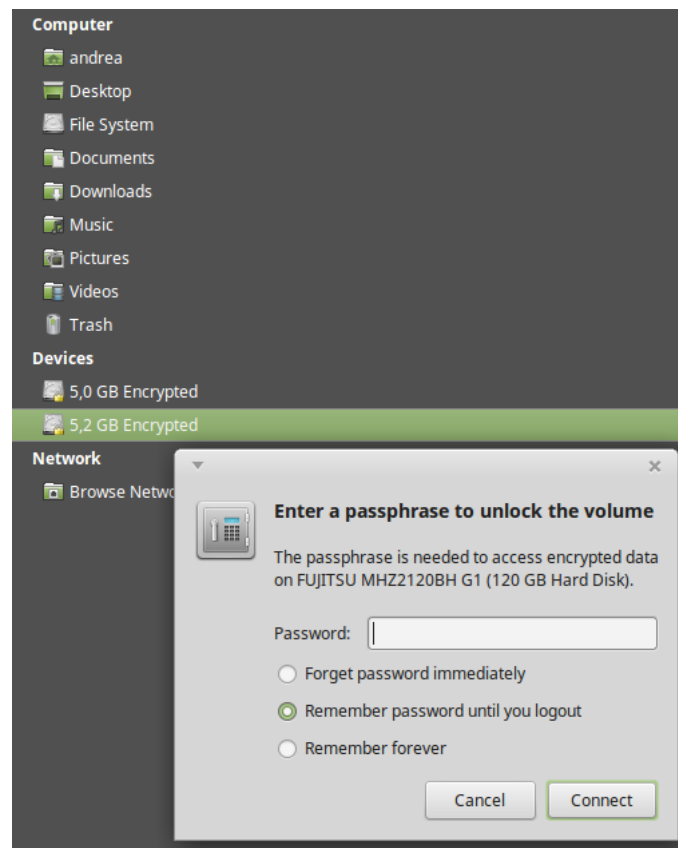 Computer
andrea
Desktop
File System
Documents
Downloads
Music
Pictures
Videos
Trash
Devices
5,0 GB Encrypted
5,2 GB Encrypted
Network
Browse Netwo
Enter a passphrase to unlock the volume
The passphrase is needed to access encrypted data
on FUJITSU MHZ2120BH G1 (120 GB Hard Disk).
Password:
Forget password immediately
Remember password until you logout
Remember forever
Cancel Connect